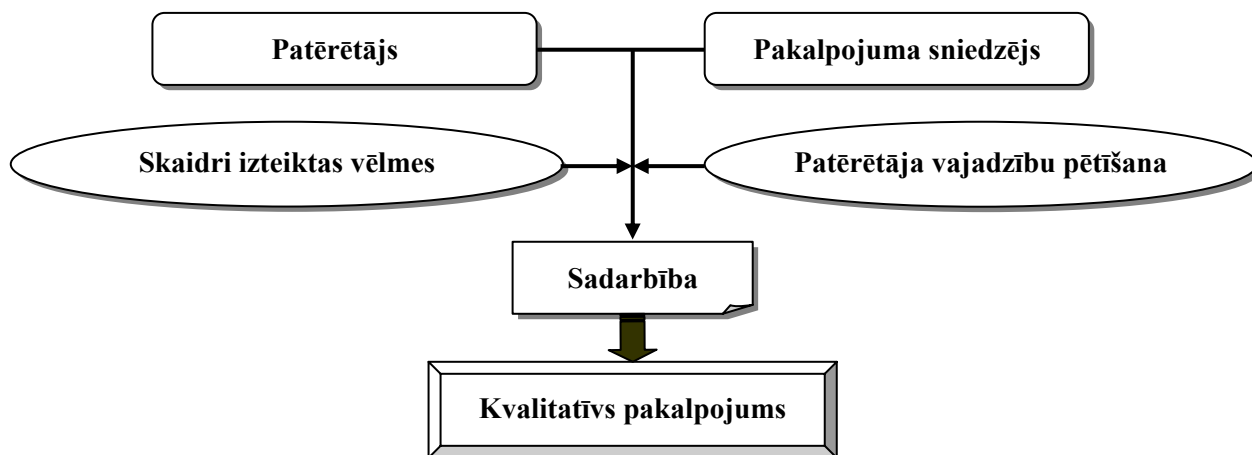 Patērētājs
Pakalpojuma sniedzējs
Skaidri izteiktas vēlmes
Patērētāja vajadzību pētīšana
Sadarbība
Kvalitatīvs pakalpojums